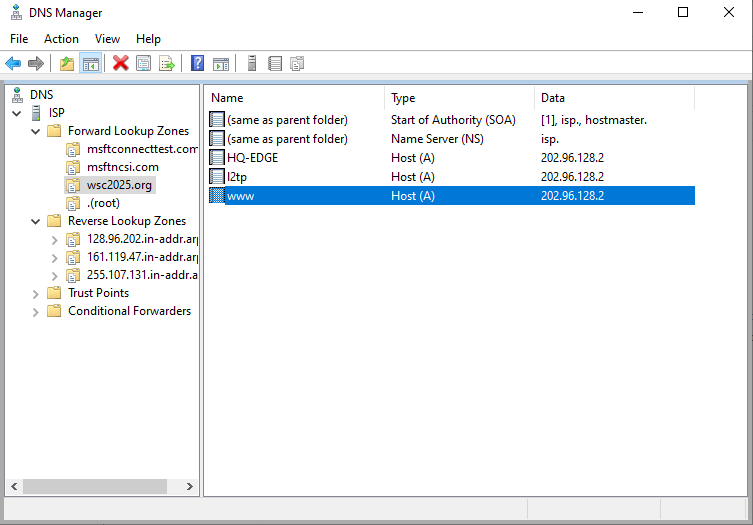 DNS Manager
File Action View Help
DNS
ISP
Forward Lookup Zones
msftconnecttest.com
msftncsi.com
wsc2025.org
.(root)
Reverse Lookup Zones
128.96.202.in-addr.arp
161.119.47.in-addr.arp
255.107.131.in-addr.a
Trust Points
Conditional Forwarders
Name Type Data
(same as parent folder) Start of Authority (SOA) [1], isp., hostmaster.
(same as parent folder) Name Server (NS) isp.
HQ-EDGE Host (A) 202.96.128.2
l2tp Host (A) 202.96.128.2
www Host (A) 202.96.128.2